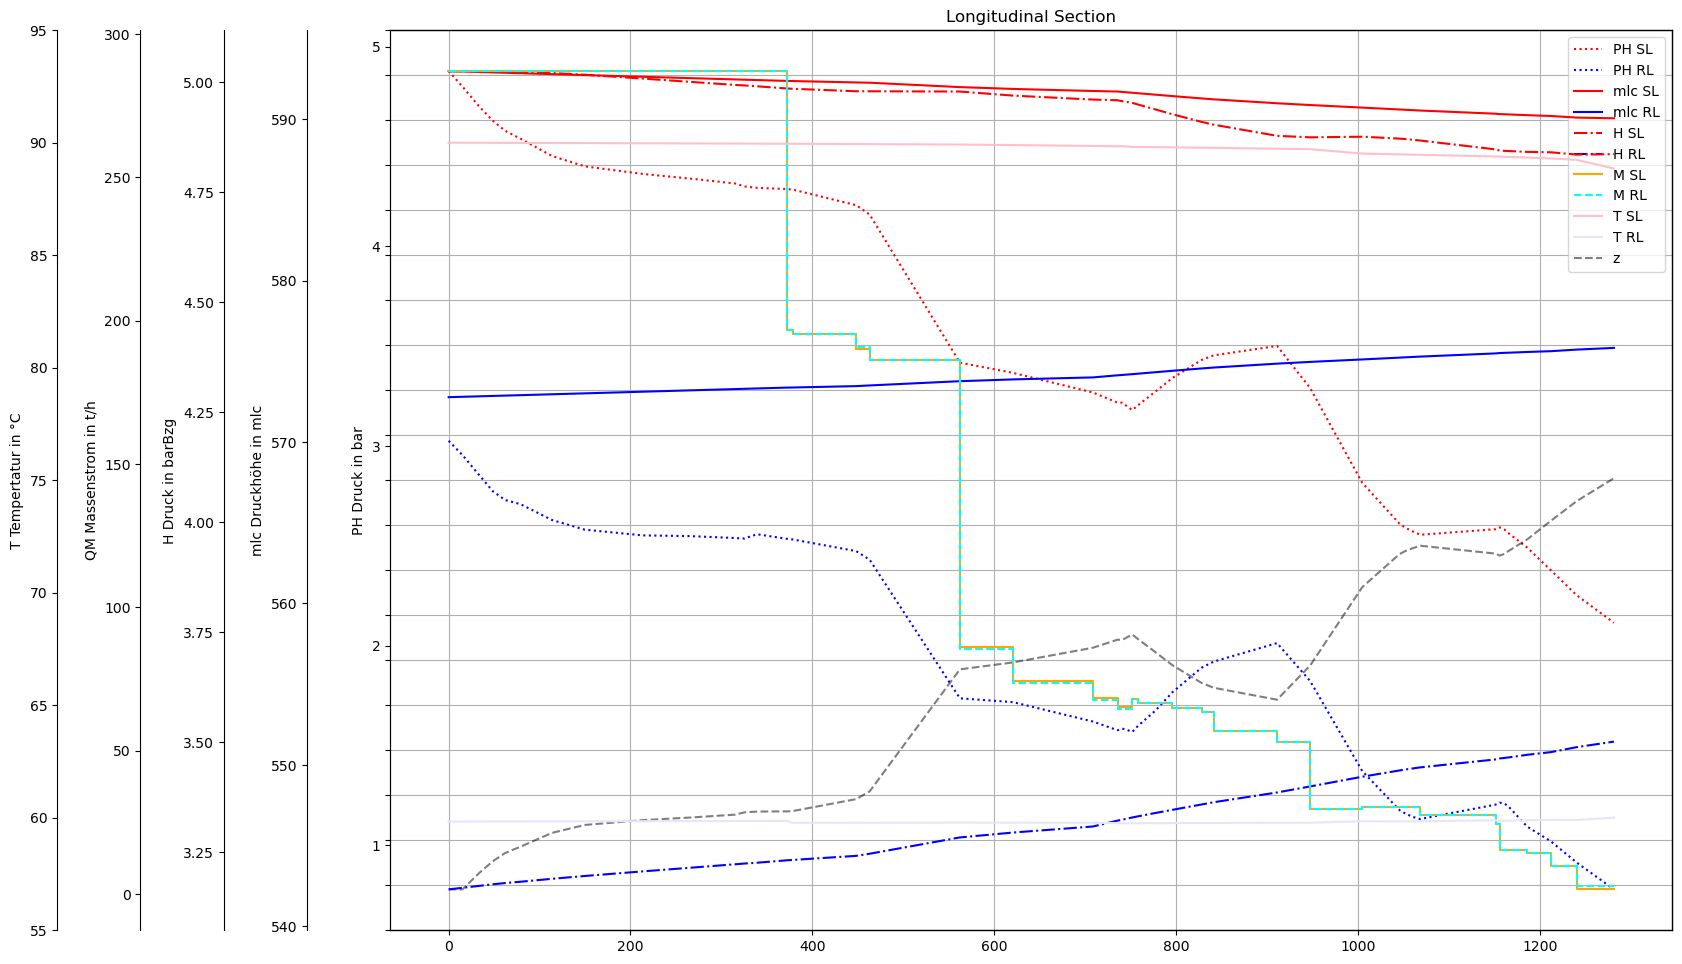 Longitudinal Section
T Tempertatur in °C
95
90
85
80
75
70
65
60
55
QM Massenstrom in t/h
300
250
200
150
100
50
0
H Druck in barBzg
5.00
4.75
4.50
4.25
4.00
3.75
3.50
3.25
mlc Druckhöhe in mlc
590
580
570
560
550
540
PH Druck in bar
5
4
3
2
1
0
200
400
600
800
1000
1200
PH SL
PH RL
mlc SL
mlc RL
H SL
H RL
M SL
M RL
T SL
T RL
z